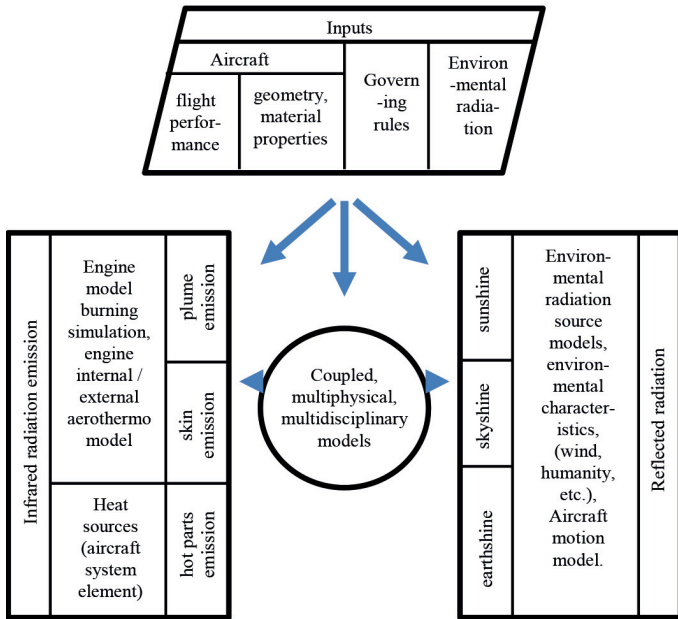 Inputs
Aircraft
flight
perfor-
mance
geometry,
material
properties
Govern
-ing
rules
Environ
-mental
radia-
tion
Infrared radiation emission
Engine
model
burning
simulation,
engine
internal /
external
aerothermo
model
Heat
sources
(aircraft
system
element)
plume
emission
skin
emission
hot parts
emission
Coupled,
multiphysical,
multidisciplinary
models
sunshine
skyshine
earthshine
Environ-
mental
radiation
source
models,
environ-
mental
character-
istics,
(wind,
humanity,
etc.),
Aircraft
motion
model.
Reflected radiation